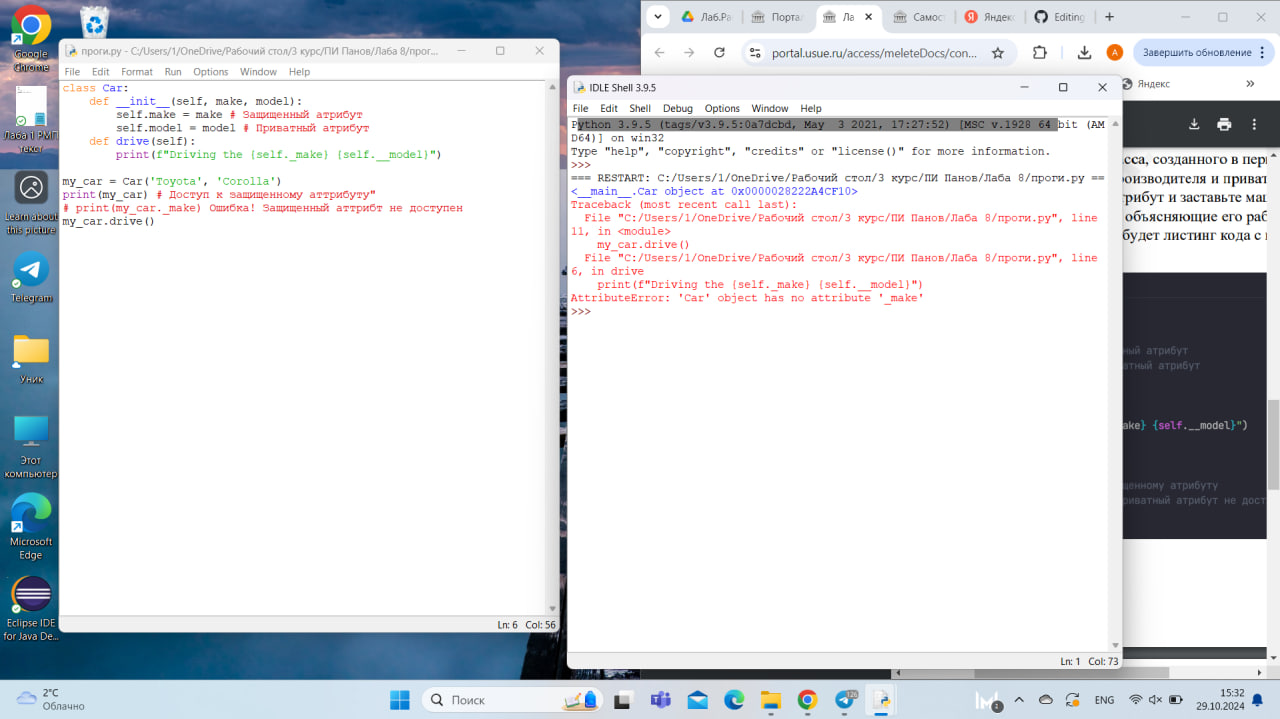 Google Chrome
Лаба 1 РМП текст
Learn about this picture
Telegram
Уник
Этот компьютер
Microsoft Edge
Eclipse IDE for Java De...
проги.py - C:/Users/1/OneDrive/Рабочий стол/3 курс/ПИ Панов/Лаба 8/прог...
File Edit Format Run Options Window Help
class Car:
    def __init__(self, make, model):
        self.make = make # Защищенный атрибут
        self.model = model # Приватный атрибут
    def drive(self):
        print(f"Driving the {self._make} {self.__model}")
my_car = Car('Toyota', 'Corolla')
print(my_car) # Доступ к защищенному аттрибуту"
# print(my_car._make) Ошибка! Защищенный аттрибт не доступен
my_car.drive()
Ln: 6 Col: 56
Лаб.Ра
Порта
Ла
Самост
Яндекс
Editing
portal.usue.ru/access/meleteDocs/con...
A
Завершить обновление
Яндекс
IDLE Shell 3.9.5
File Edit Shell Debug Options Window Help
Python 3.9.5 (tags/v3.9.5:0a7dcbd, May  3 2021, 17:27:52) [MSC v.1928 64 bit (AM
D64)] on win32
Type "help", "copyright", "credits" or "license()" for more information.
>>>
=== RESTART: C:/Users/1/OneDrive/Рабочий стол/3 курс/ПИ Панов/Лаба 8/проги.py ==
<__main__.Car object at 0x0000028222A4CF10>
Traceback (most recent call last):
  File "C:/Users/1/OneDrive/Рабочий стол/3 курс/ПИ Панов/Лаба 8/проги.py", line
11, in <module>
    my_car.drive()
  File "C:/Users/1/OneDrive/Рабочий стол/3 курс/ПИ Панов/Лаба 8/проги.py", line
6, in drive
    print(f"Driving the {self._make} {self.__model}")
AttributeError: 'Car' object has no attribute '_make'
>>>
Ln: 1 Col: 73
сса, созданного в пер
оизводителя и приват
рибут и заставьте маш
объясняющие его раб
будет листинг кода с
ный атрибут
атный атрибут
ake} {self.__model}")
щенному атрибуту
риватный атрибут не дост
2°C
Облачно
Поиск
126
1
ENG
15:32
29.10.2024